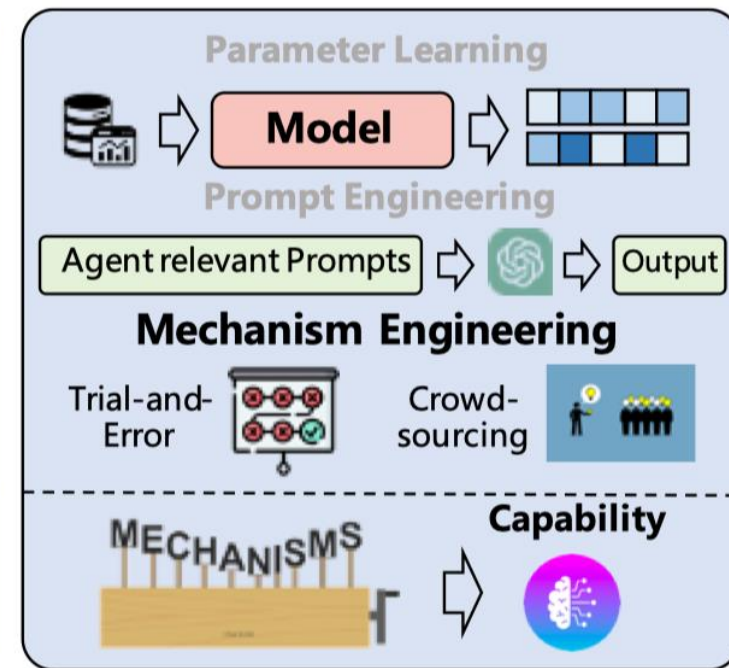 Parameter Learning
Model
Prompt Engineering
Agent relevant Prompts
Output
Mechanism Engineering
Trial-and-
Error
Crowd-
sourcing
MECHANISMS
Capability